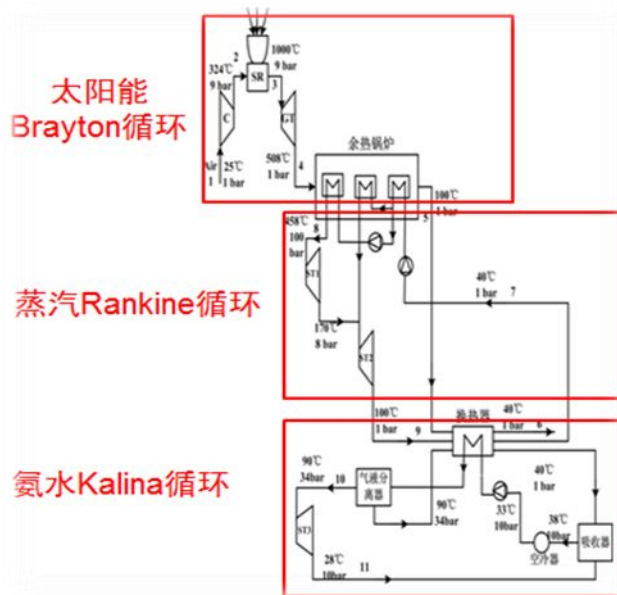 太阳能
Brayton循环
2
324℃
9 bar
SR
1000℃
9 bar
3
C
GT
Air
1
25℃
1 bar
508℃
1 bar
4
余热锅炉
100℃
1 bar
5
458℃
100
bar
8
ST1
40℃
1 bar
7
蒸汽Rankine循环
170℃
8 bar
ST2
100℃
1 bar
9
换热器
40℃
1 bar
6
氨水Kalina循环
90℃
34bar
10
气液分
离器
90℃
34bar
ST3
28℃
10bar
11
33℃
10bar
40℃
1 bar
38℃
10bar
空冷器
吸收器